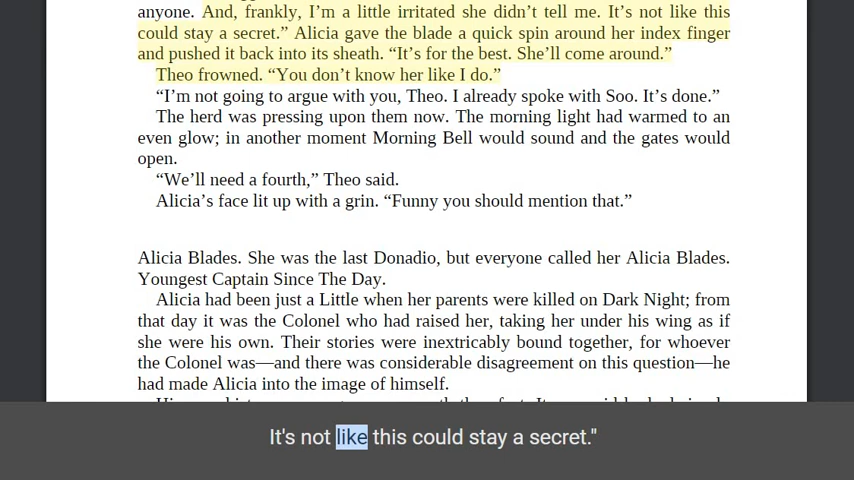 anyone. And, frankly, I’m a little irritated she didn’t tell me. It’s not like this
could stay a secret.” Alicia gave the blade a quick spin around her index finger
and pushed it back into its sheath. “It’s for the best. She’ll come around.”
Theo frowned. “You don’t know her like I do.”
“I’m not going to argue with you, Theo. I already spoke with Soo. It’s done.”
The herd was pressing upon them now. The morning light had warmed to an
even glow; in another moment Morning Bell would sound and the gates would
open.
“We’ll need a fourth,” Theo said.
Alicia’s face lit up with a grin. “Funny you should mention that.”
Alicia Blades. She was the last Donadio, but everyone called her Alicia Blades.
Youngest Captain Since The Day.
Alicia had been just a Little when her parents were killed on Dark Night; from
that day it was the Colonel who had raised her, taking her under his wing as if
she were his own. Their stories were inextricably bound together, for whoever
the Colonel was—and there was considerable disagreement on this question—he
had made Alicia into the image of himself.
It's not like this could stay a secret."